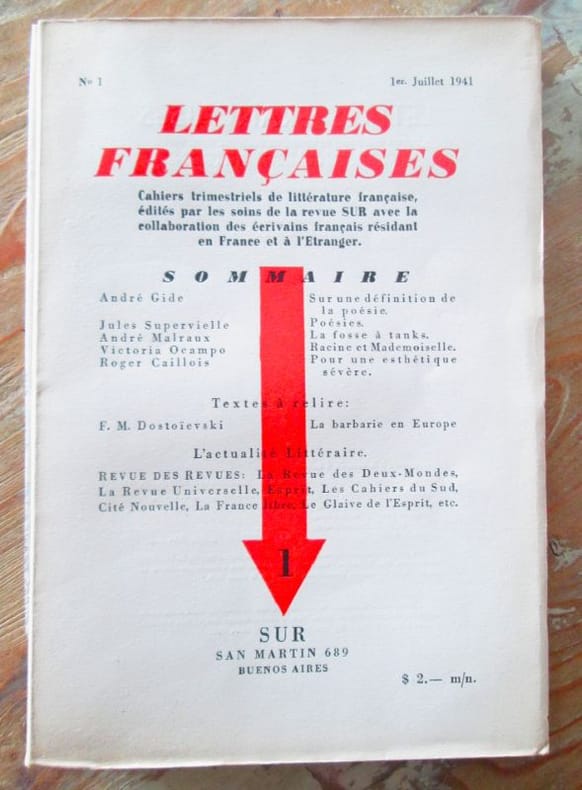 No 1 1er. Juillet 1941
LETTRES
FRANÇAISES
Cahiers trimestriels de littérature française,
édités par les soins de la revue SUR avec la
collaboration des écrivains français résidant
en France et à l'Etranger.
SOMMAIRE
André Gide Sur une définition de
la poésie.
Jules Supervielle Poésies.
André Malraux La fosse à tanks.
Victoria Ocampo Racine et Mademoiselle.
Roger Caillois Pour une esthétique
sévère.
Textes à relire:
F. M. Dostoïevski La barbarie en Europe
L'actualité Littéraire.
REVUE DES REVUES: La Revue des Deux-Mondes,
La Revue Universelle, Esprit, Les Cahiers du Sud,
Cité Nouvelle, La France libre, Le Glaive de l'Esprit, etc.
1
SUR
SAN MARTIN 689
BUENOS AIRES
$ 2.— m/n.